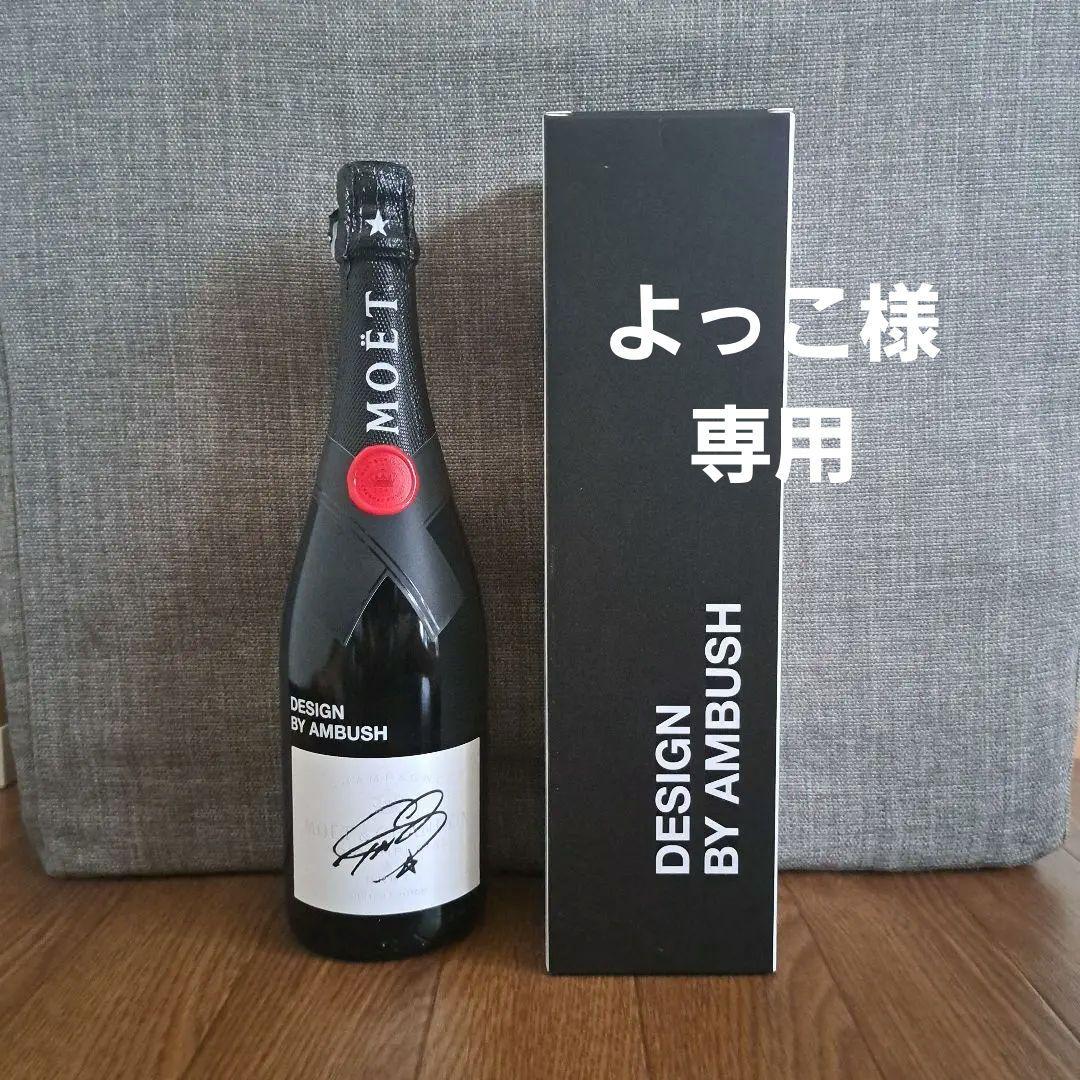 MOËT
DESIGN
BY AMBUSH
よっこ様
専用
DESIGN
BY AMBUSH